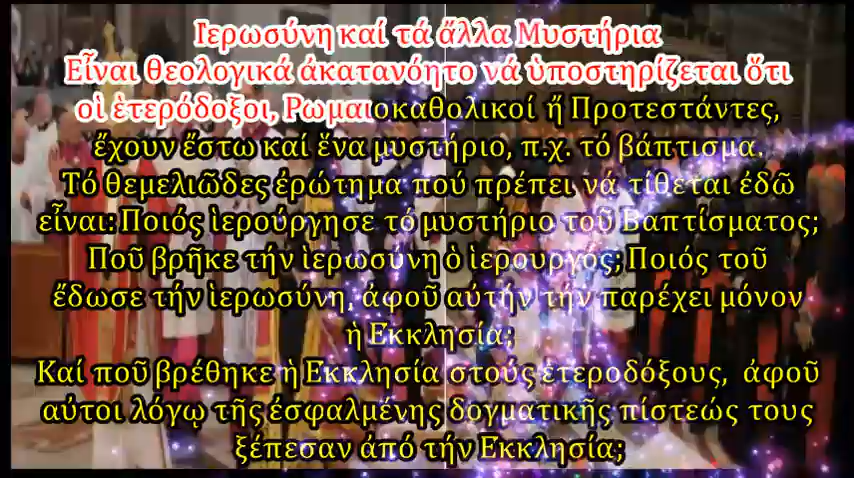 Ἱερωσύνη καί τά ἄλλα Μυστήρια
Εἶναι θεολογικά ἀκατανόητο νά ὑποστηρίζεται ὅτι
οἱ ἑτερόδοξοι, Ρωμαιοκαθολικοί ἤ Προτεστάντες,
ἔχουν ἔστω καί ἕνα μυστήριο, π.χ. τό βάπτισμα.
Τό θεμελιῶδες ἐρώτημα πού πρέπει νά τίθεται ἐδῶ
εἶναι: Ποιός ἱερούργησε τό μυστήριο τοῦ Βαπτίσματος;
Ποῦ βρῆκε τήν ἱερωσύνη ὁ ἱερουργός; Ποιός τοῦ
ἔδωσε τήν ἱερωσύνη, ἀφοῦ αὐτήν τήν παρέχει μόνον
ἡ Ἐκκλησία;
Καί ποῦ βρέθηκε ἡ Ἐκκλησία στούς ἑτεροδόξους, ἀφοῦ
αὐτοι λόγῳ τῆς ἐσφαλμένης δογματικῆς πίστεώς τους
ξέπεσαν ἀπό τήν Ἐκκλησία;